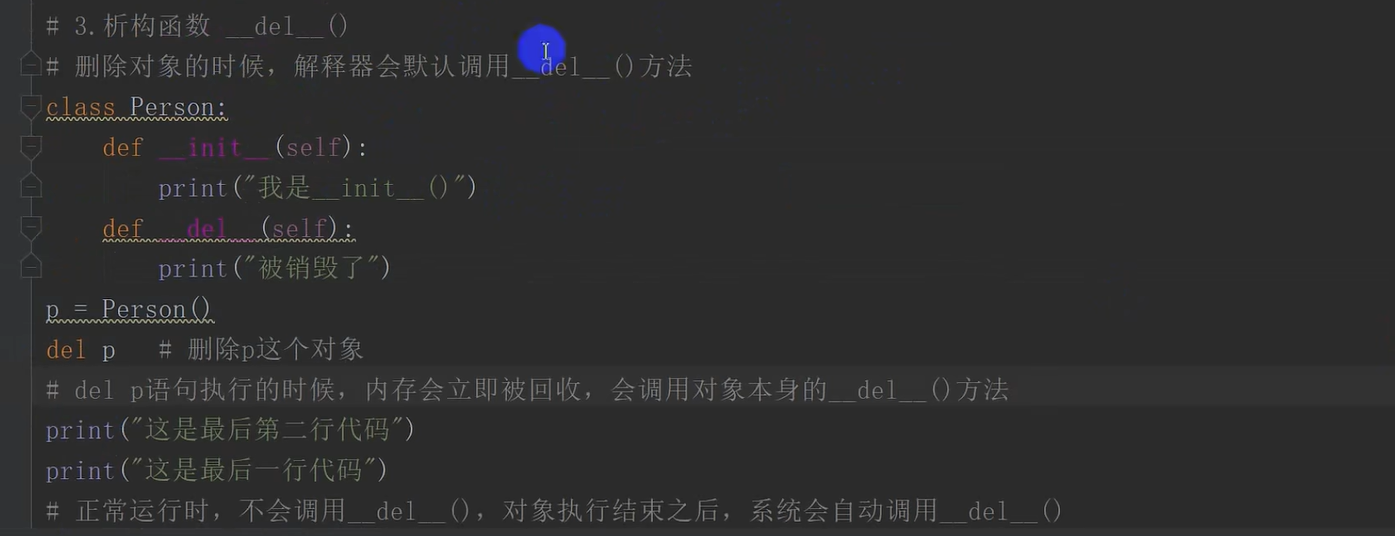 # 3.析构函数 __del__()
# 删除对象的时候，解释器会默认调用__del__()方法
class Person:
    def __init__(self):
        print("我是__init__()")
    def __del__(self):
        print("被销毁了")
p = Person()
del p   # 删除p这个对象
# del p语句执行的时候，内存会立即被回收，会调用对象本身的__del__()方法
print("这是最后第二行代码")
print("这是最后一行代码")
# 正常运行时，不会调用__del__()，对象执行结束之后，系统会自动调用__del__()